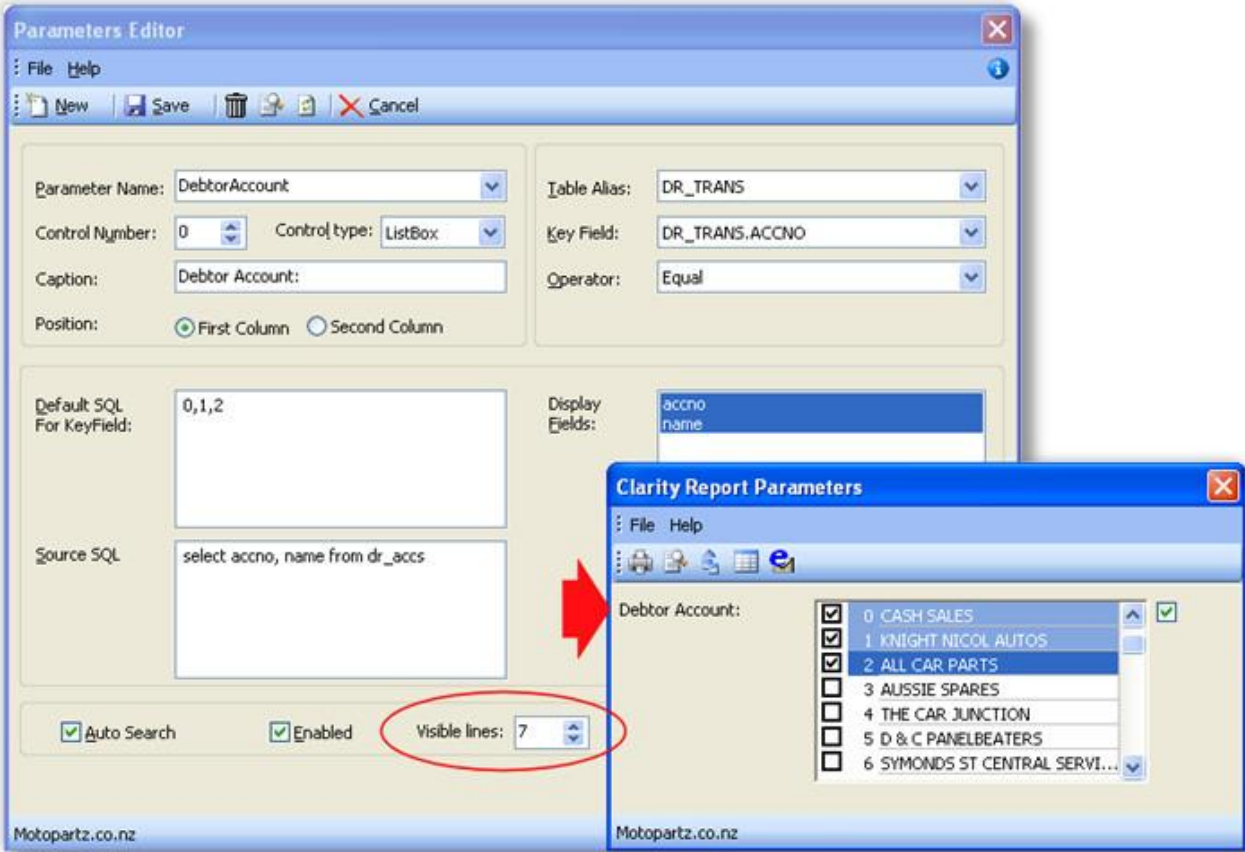 Parameters Editor
File Help
New Save Cancel
Parameter Name: DebtorAccount
Control Number: 0 Control type: ListBox
Caption: Debtor Account:
Position: First Column Second Column
Table Alias: DR_TRANS
Key Field: DR_TRANS.ACCNO
Operator: Equal
Default SQL
For KeyField:
0,1,2
Display
Fields:
accno
name
Source SQL
select accno, name from dr_accs
Auto Search Enabled Visible lines: 7
Motopartz.co.nz
Clarity Report Parameters
File Help
Debtor Account:
0 CASH SALES
1 KNIGHT NICOL AUTOS
2 ALL CAR PARTS
3 AUSSIE SPARES
4 THE CAR JUNCTION
5 D & C PANELBEATERS
6 SYMONDS ST CENTRAL SERVI...
Motopartz.co.nz